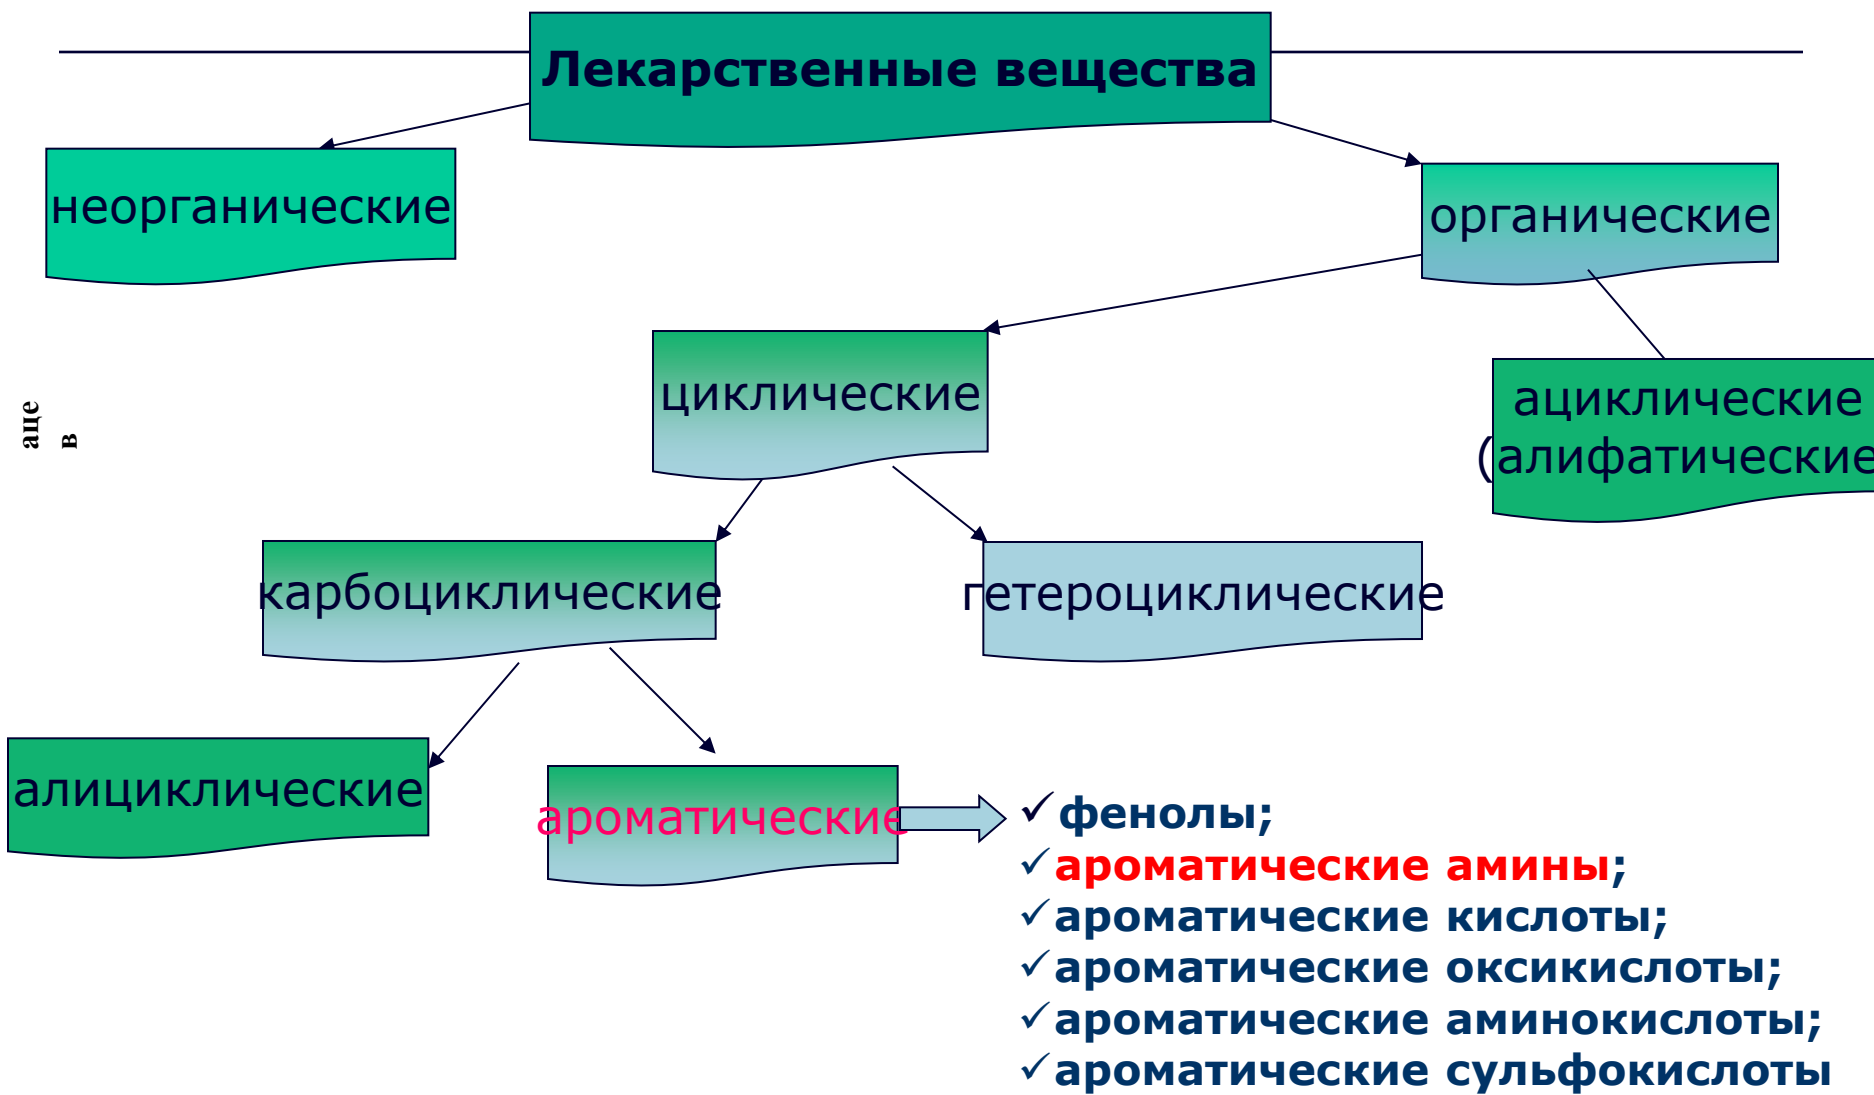 Лекарственные вещества
неорганические
органические
циклические
ациклические
(алифатические
аце
в
карбоциклические
гетероциклические
алициклические
ароматические
✓фенолы;
✓ароматические амины;
✓ароматические кислоты;
✓ароматические оксикислоты;
✓ароматические аминокислоты;
✓ароматические сульфокислоты